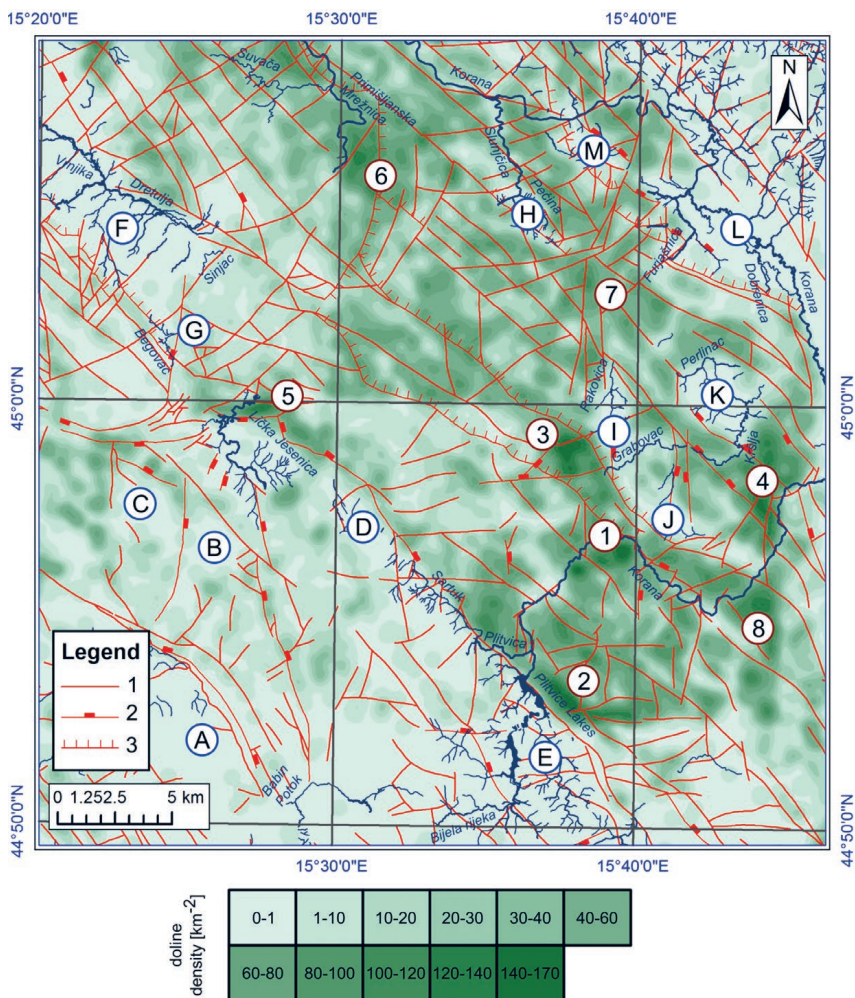 15°20'0"E
15°30'0"E
15°40'0"E
N
Suvača
Primišljanska
Mrežnica
Korana
Slunjčica
M
Pećina
6
Vrnjika
Dretulja
H
F
L
Sinjac
Furjašnica
Dobrenica
Korana
7
G
Begovac
Perlinac
Rakovica
K
5
45°0'0"N
45°0'0"N
Lička Jesenica
3
I
Grabovac
Kršlja
4
C
D
J
B
1
Korana
Sartuk
8
Plitvica
2
Plitvice Lakes
Legend
1
2
3
A
E
Babin
Potok
0 1.25 2.5 5 km
Bijela rijeka
44°50'0"N
44°50'0"N
15°30'0"E
15°40'0"E
doline
density [km-2]
0-1 1-10 10-20 20-30 30-40 40-60
60-80 80-100 100-120 120-140 140-170